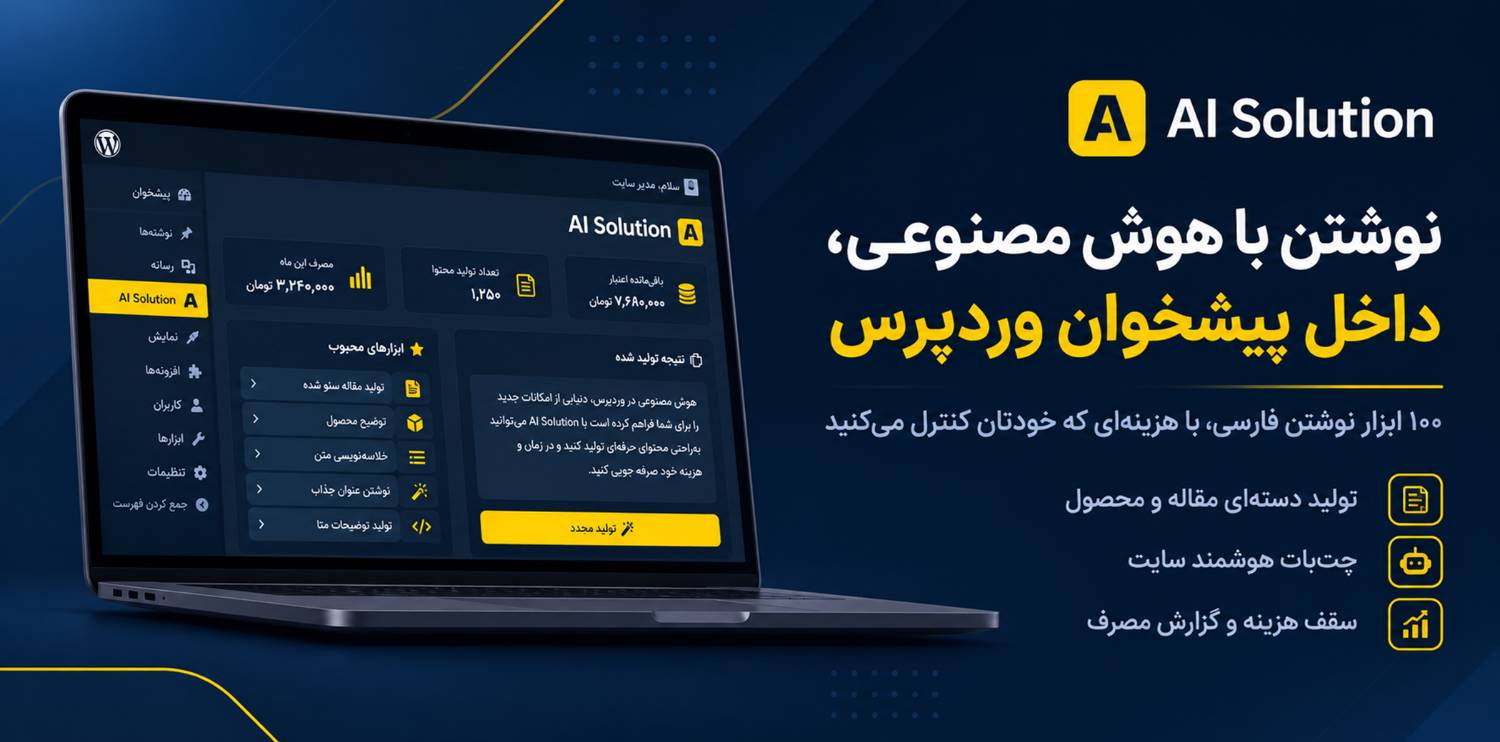 AI Solution
نوشتن با هوش مصنوعی،
داخل پیشخوان وردپرس
۱۰۰ ابزار نوشتن فارسی، با هزینه‌ای که خودتان کنترل می‌کنید
تولید دسته‌ای مقاله و محصول
چت‌بات هوشمند سایت
سقف هزینه و گزارش مصرف
سلام، مدیر سایت
AI Solution
باقی‌مانده اعتبار
۷,۶۸۰,۰۰۰ تومان
تعداد تولید محتوا
۱,۲۵۰
مصرف این ماه
۳,۲۴۰,۰۰۰ تومان
نتیجه تولید شده
هوش مصنوعی در وردپرس، دنیایی از امکانات جدید
را برای شما فراهم کرده است با AI Solution می‌توانید
به‌راحتی محتوای حرفه‌ای تولید کنید و در زمان و
هزینه خود صرفه جویی کنید.
تولید مجدد
ابزارهای محبوب
تولید مقاله سئو شده
توضیح محصول
خلاصه‌نویسی متن
نوشتن عنوان جذاب
تولید توضیحات متا
پیشخوان
نوشته‌ها
رسانه
AI Solution
نمایش
افزونه‌ها
کاربران
ابزارها
تنظیمات
جمع کردن فهرست